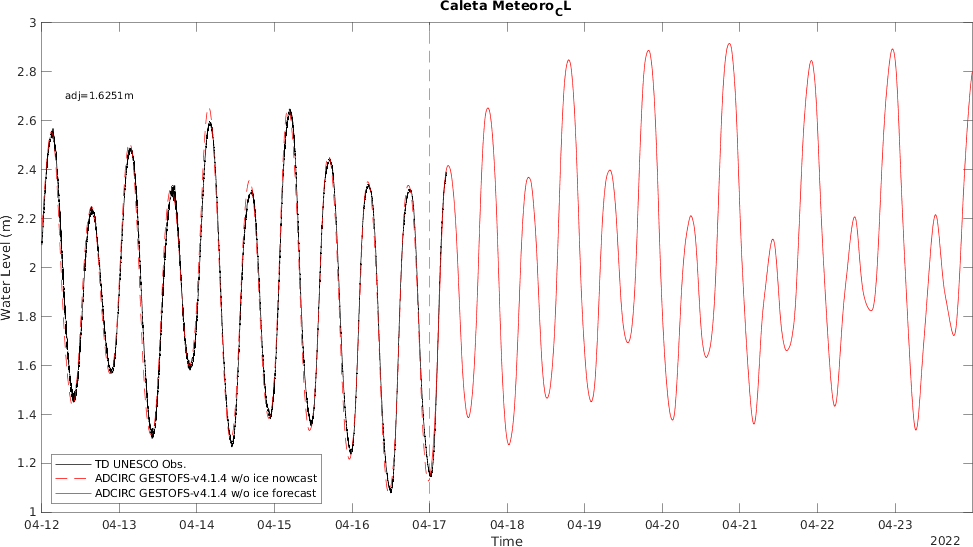 Caleta Meteoro_CL
3
2.8
adj=1.6251m
2.6
2.4
2.2
2
1.8
1.6
1.4
1.2
1
Water Level (m)
TD UNESCO Obs.
ADCIRC GESTOFS-v4.1.4 w/o ice nowcast
ADCIRC GESTOFS-v4.1.4 w/o ice forecast
04-12 04-13 04-14 04-15 04-16 04-17 04-18 04-19 04-20 04-21 04-22 04-23
Time
2022